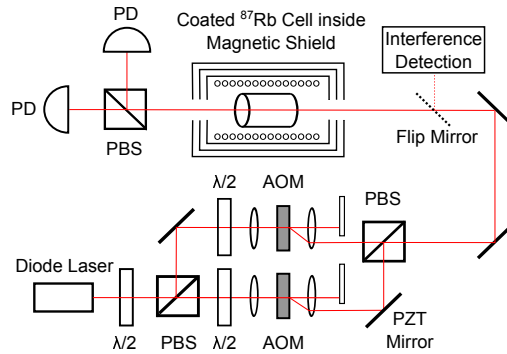 PD
Coated ⁸⁷Rb Cell inside
Magnetic Shield
Interference
Detection
PD
PBS
Flip Mirror
λ/2
AOM
PBS
Diode Laser
λ/2
PBS
λ/2
AOM
PZT
Mirror